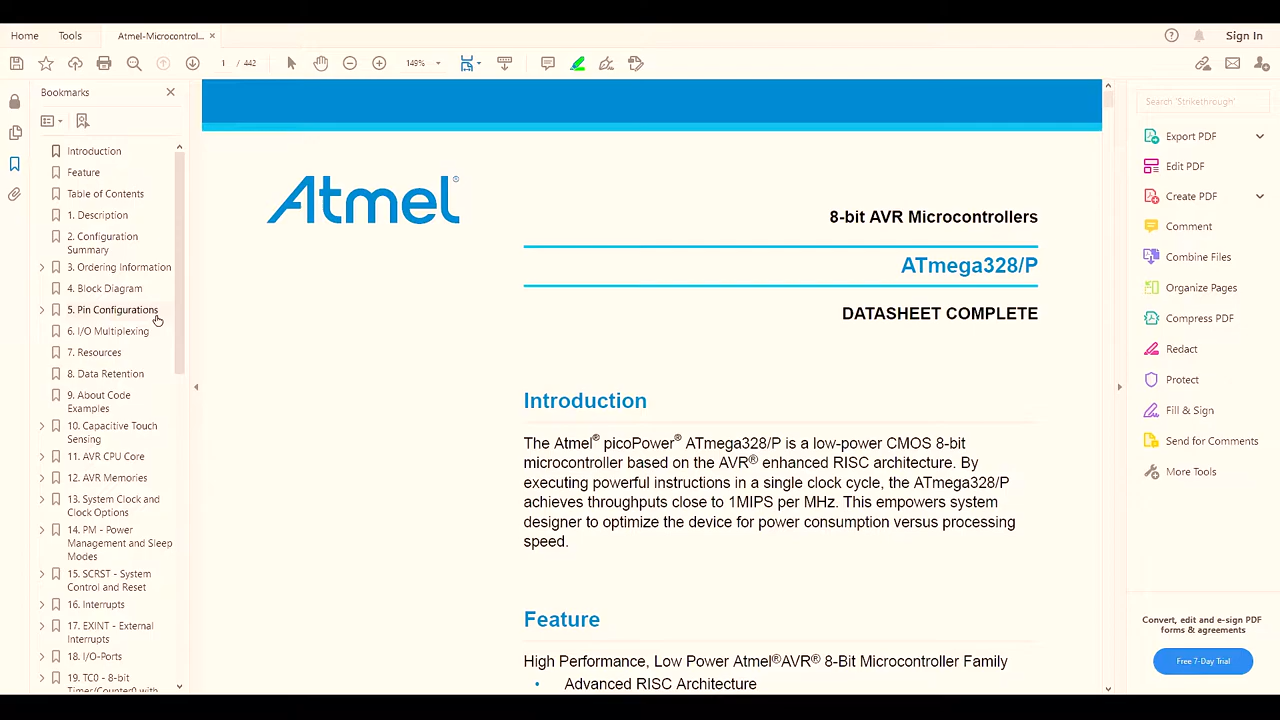 Home
Tools
Atmel-Microcontrol...
Sign In
1 / 442
149%
Bookmarks
Introduction
Feature
Table of Contents
1. Description
2. Configuration
Summary
3. Ordering Information
4. Block Diagram
5. Pin Configurations
6. I/O Multiplexing
7. Resources
8. Data Retention
9. About Code
Examples
10. Capacitive Touch
Sensing
11. AVR CPU Core
12. AVR Memories
13. System Clock and
Clock Options
14. PM - Power
Management and Sleep
Modes
15. SCRST - System
Control and Reset
16. Interrupts
17. EXINT - External
Interrupts
18. I/O-Ports
19. TC0 - 8-bit
Timer/Counter0 with
Atmel®
8-bit AVR Microcontrollers
ATmega328/P
DATASHEET COMPLETE
Introduction
The Atmel® picoPower® ATmega328/P is a low-power CMOS 8-bit
microcontroller based on the AVR® enhanced RISC architecture. By
executing powerful instructions in a single clock cycle, the ATmega328/P
achieves throughputs close to 1MIPS per MHz. This empowers system
designer to optimize the device for power consumption versus processing
speed.
Feature
High Performance, Low Power Atmel®AVR® 8-Bit Microcontroller Family
• Advanced RISC Architecture
Search 'Strikethrough'
Export PDF
Edit PDF
Create PDF
Comment
Combine Files
Organize Pages
Compress PDF
Redact
Protect
Fill & Sign
Send for Comments
More Tools
Convert, edit and e-sign PDF
forms & agreements
Free 7-Day Trial